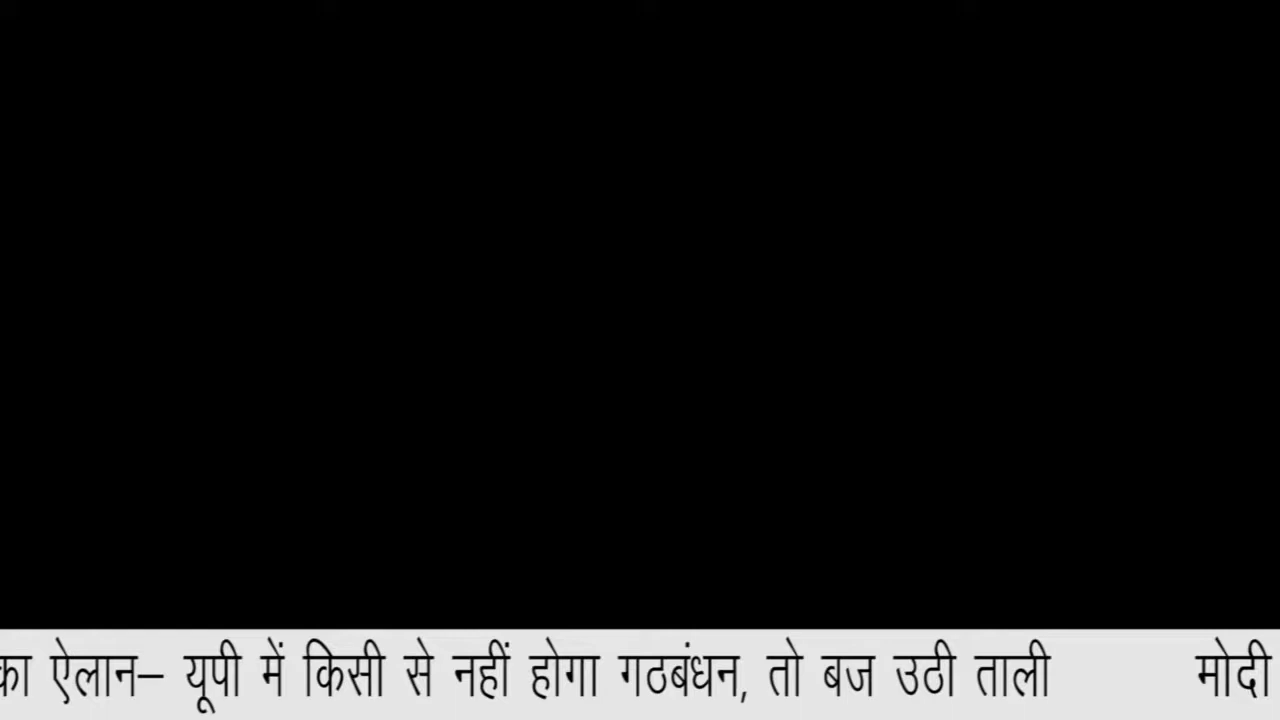 का ऐलान– यूपी में किसी से नहीं होगा गठबंधन, तो बज उठी ताली मोदी